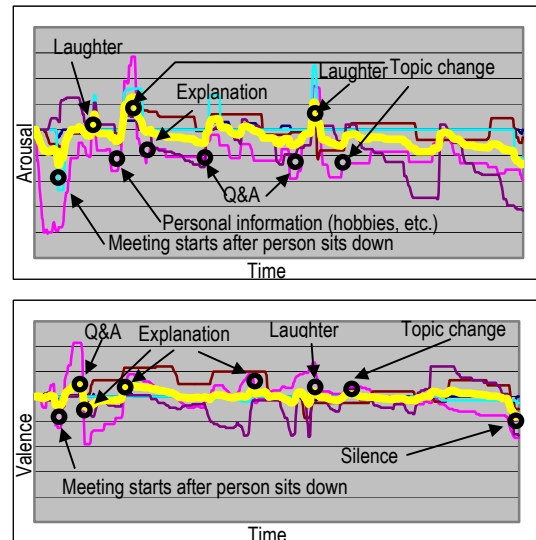 Laughter
Explanation
Laughter
Topic change
Arousal
Q&A
Personal information (hobbies, etc.)
Meeting starts after person sits down
Time
Q&A
Explanation
Laughter
Topic change
Valence
Silence
Meeting starts after person sits down
Time